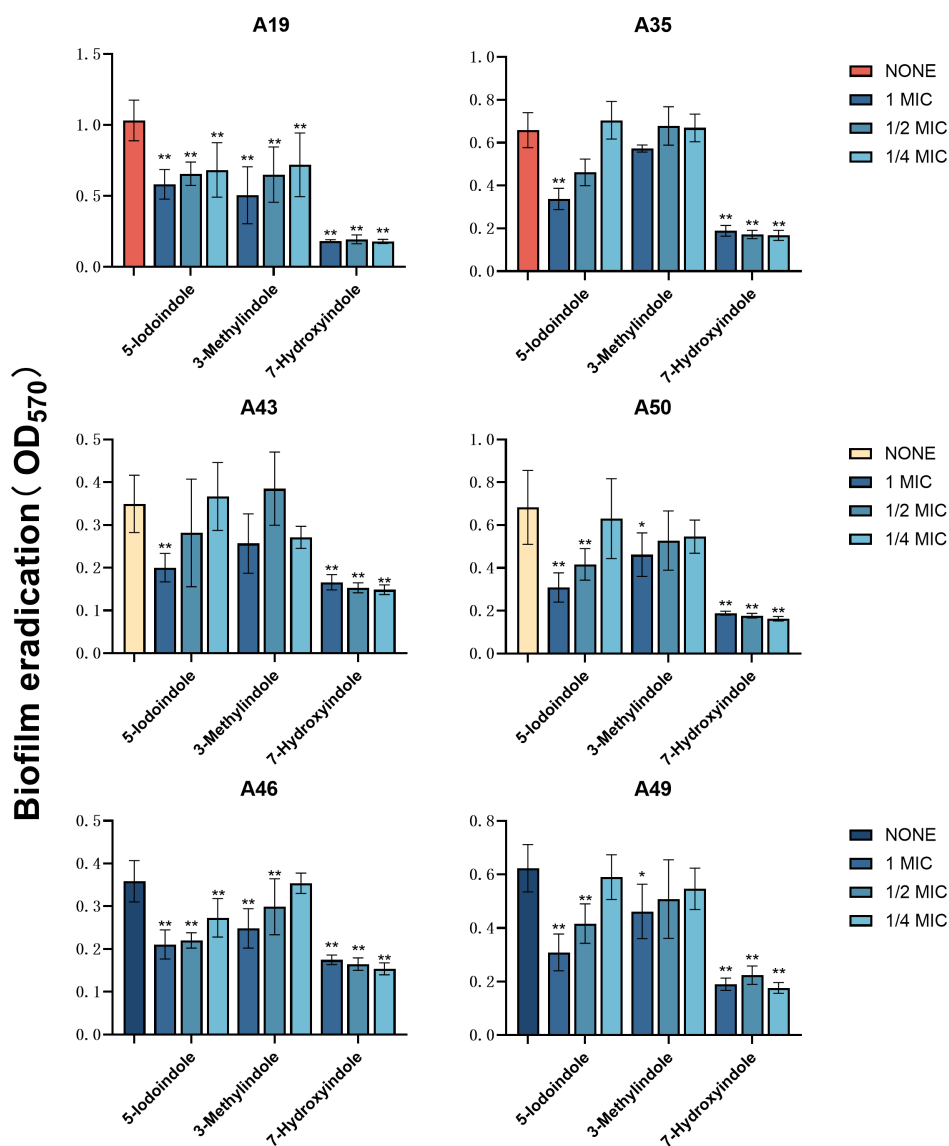 Biofilm eradication( OD570)
A19
1.5
1.0
0.5
0.0
** ** ** ** ** ** ** ** **
5-Iodoindole
3-Methylindole
7-Hydroxyindole
A35
1.0
0.8
0.6
0.4
0.2
0.0
** ** ** **
5-Iodoindole
3-Methylindole
7-Hydroxyindole
NONE
1 MIC
1/2 MIC
1/4 MIC
A43
0.5
0.4
0.3
0.2
0.1
0.0
** ** ** **
5-Iodoindole
3-Methylindole
7-Hydroxyindole
A50
1.0
0.8
0.6
0.4
0.2
0.0
** ** * ** ** **
5-Iodoindole
3-Methylindole
7-Hydroxyindole
NONE
1 MIC
1/2 MIC
1/4 MIC
A46
0.5
0.4
0.3
0.2
0.1
0.0
** ** ** ** ** ** ** **
5-Iodoindole
3-Methylindole
7-Hydroxyindole
A49
0.8
0.6
0.4
0.2
0.0
** ** * ** ** **
5-Iodoindole
3-Methylindole
7-Hydroxyindole
NONE
1 MIC
1/2 MIC
1/4 MIC